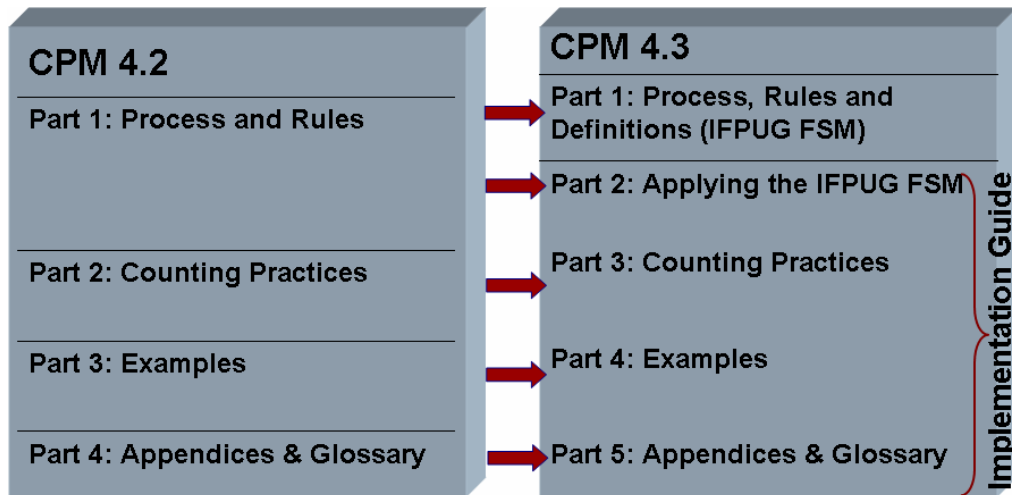 CPM 4.2
Part 1: Process and Rules
Part 2: Counting Practices
Part 3: Examples
Part 4: Appendices & Glossary
CPM 4.3
Part 1: Process, Rules and
Definitions (IFPUG FSM)
Part 2: Applying the IFPUG FSM
Part 3: Counting Practices
Part 4: Examples
Part 5: Appendices & Glossary
Implementation Guide